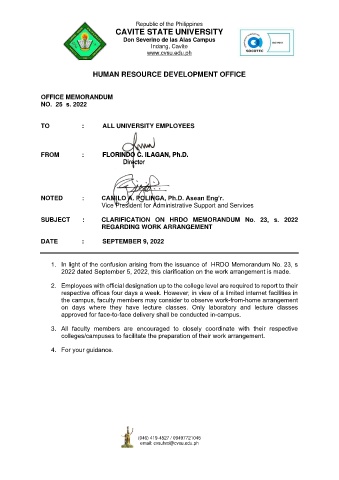 Republic of the Philippines
CAVITE STATE UNIVERSITY
Don Severino de las Alas Campus
Indang, Cavite
www.cvsu.edu.ph
HUMAN RESOURCE DEVELOPMENT OFFICE
OFFICE MEMORANDUM
NO. 25 s. 2022
TO : ALL UNIVERSITY EMPLOYEES
FROM : FLORINDO C. ILAGAN, Ph.D.
Director
NOTED : CAMILO A. POLINGA, Ph.D. Asean Eng'r.
Vice President for Administrative Support and Services
SUBJECT : CLARIFICATION ON HRDO MEMORANDUM No. 23, s. 2022
REGARDING WORK ARRANGEMENT
DATE : SEPTEMBER 9, 2022
1. In light of the confusion arising from the issuance of HRDO Memorandum No. 23, s
2022 dated September 5, 2022, this clarification on the work arrangement is made.
2. Employees with official designation up to the college level are required to report to their
respective offices four days a week. However, in view of a limited internet facilities in
the campus, faculty members may consider to observe work-from-home arrangement
on days where they have lecture classes. Only laboratory and lecture classes
approved for face-to-face delivery shall be conducted in-campus.
3. All faculty members are encouraged to closely coordinate with their respective
colleges/campuses to facilitate the preparation of their work arrangement.
4. For your guidance.